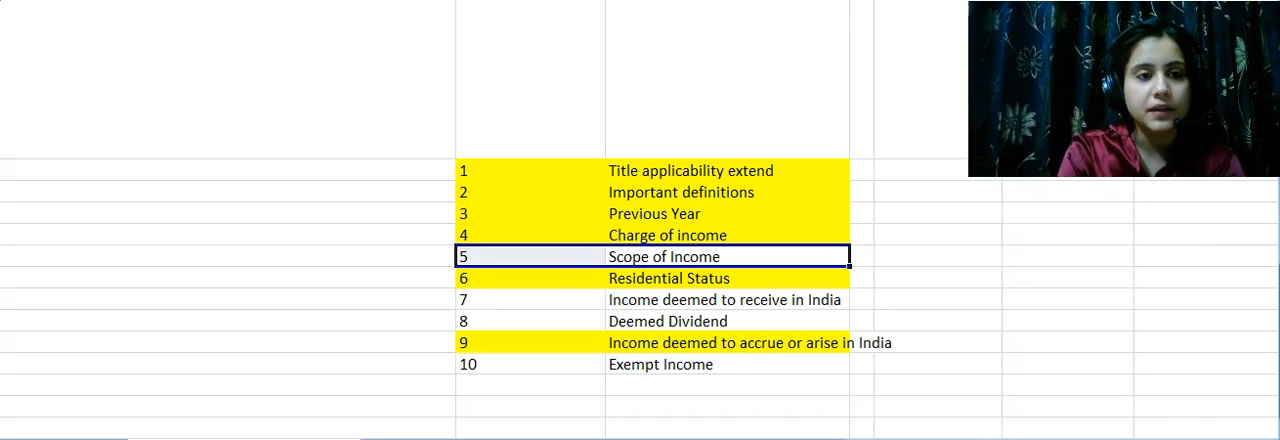 1 Title applicability extend
2 Important definitions
3 Previous Year
4 Charge of income
5 Scope of Income
6 Residential Status
7 Income deemed to receive in India
8 Deemed Dividend
9 Income deemed to accrue or arise in India
10 Exempt Income